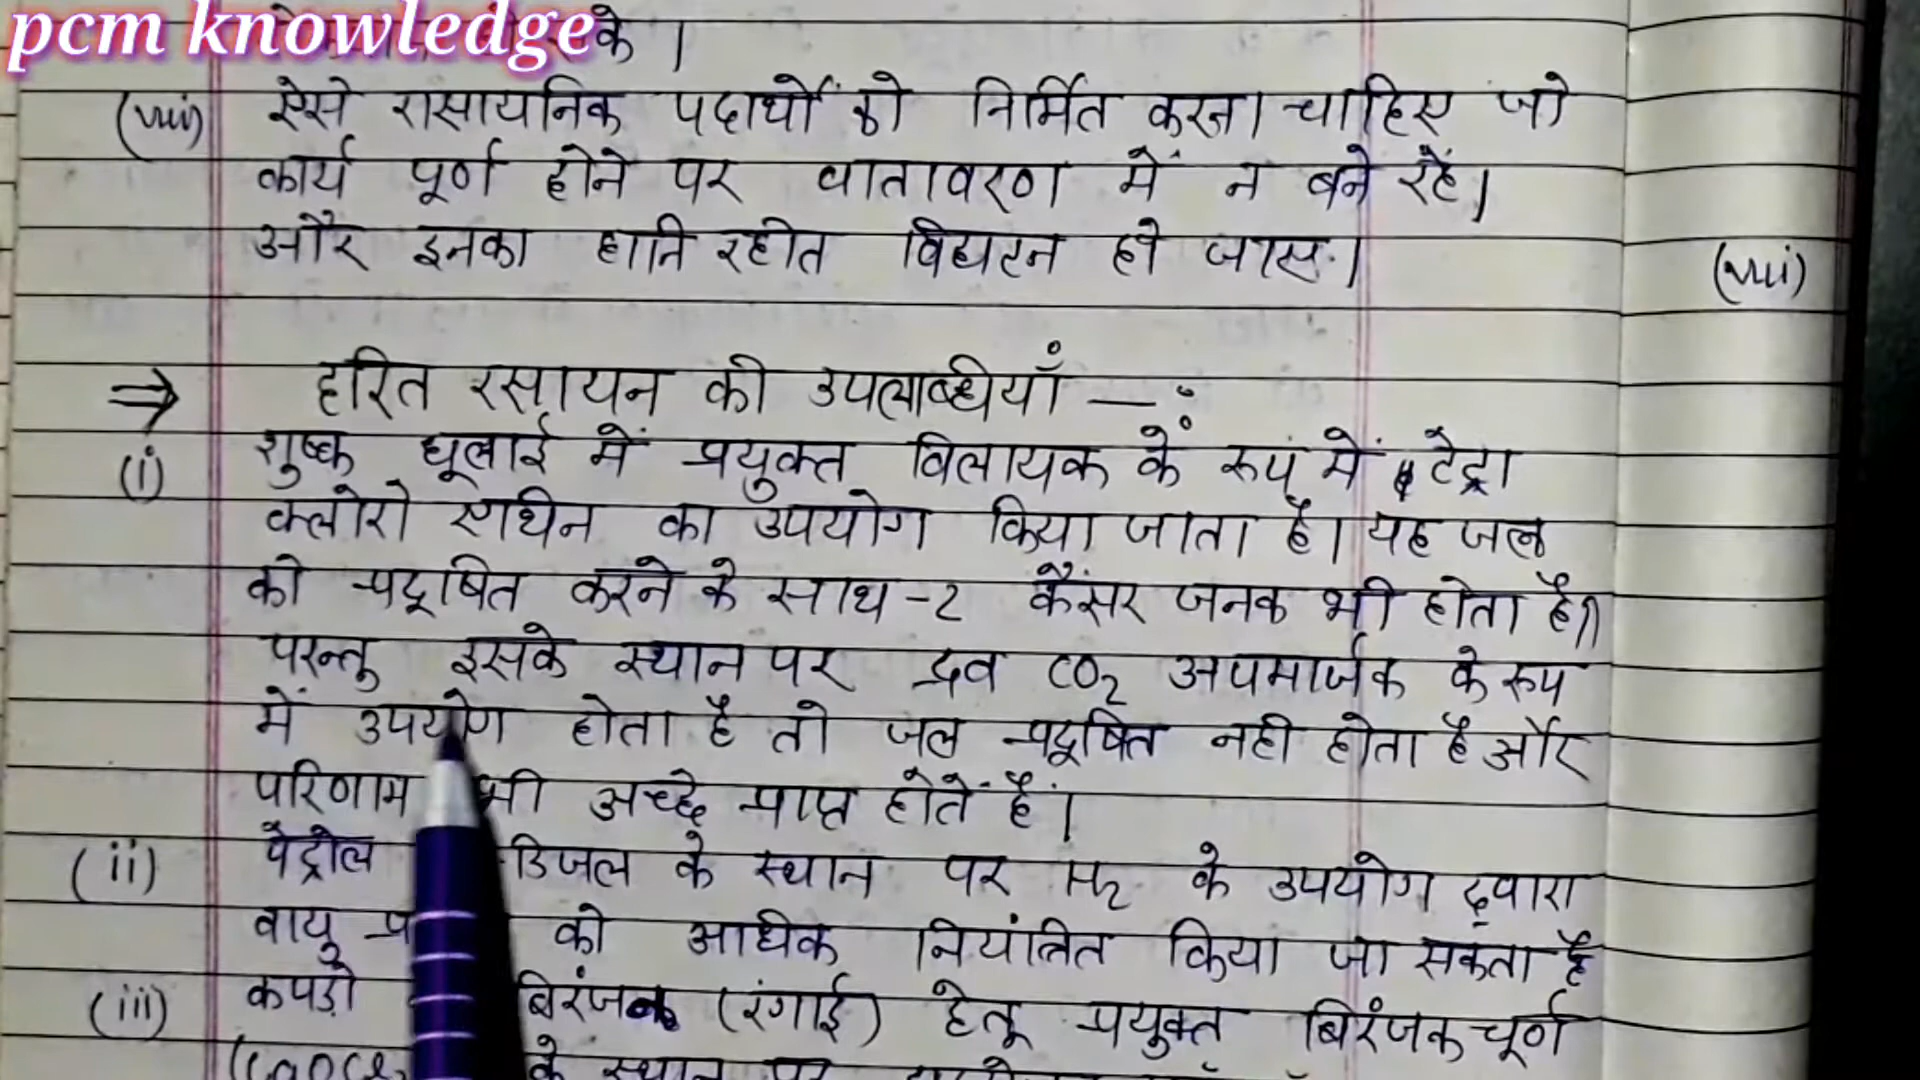 pcm knowledge के।
(viii) ऐसे रासायनिक पदार्थों को निर्मित करना चाहिए जो
कार्य पूर्ण होने पर वातावरण में न बने रहें।
और इनका हानि रहीत विघटन हो जाए।
(viii)
⇒ हरित रसायन की उपलब्धियाँ —:
(i) शुष्क धूलाई में प्रयुक्त विलायक कें रूप में टेट्रा
क्लोरो एथिन का उपयोग किया जाता है। यह जल
को प्रदूषित करने के साथ-2 कैंसर जनक भी होता है।
परन्तु इसके स्थान पर द्रव CO2 अपमार्जक के रूप
में उपयोग होता है तो जल प्रदूषित नही होता है और
परिणाम भी अच्छे प्राप्त होतें हैं।
(ii) पैट्रोल डिजल के स्थान पर H2 के उपयोग द्वारा
वायु को अधिक नियंत्रित किया जा सकता है
(iii) कपड़ो बिरंजक (रंगाई) हेतू प्रयुक्त बिरंजक चूर्ण
के स्थान पर